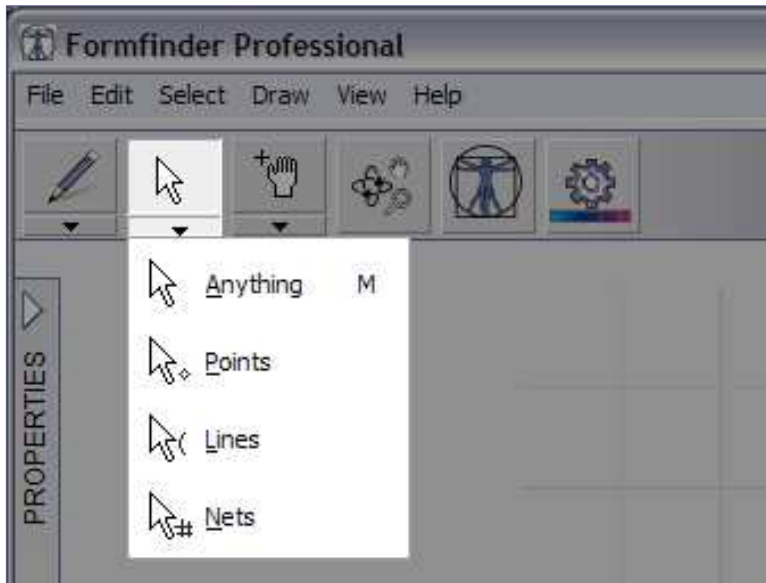 Formfinder Professional
File Edit Select Draw View Help
Anything M
Points
Lines
Nets
PROPERTIES